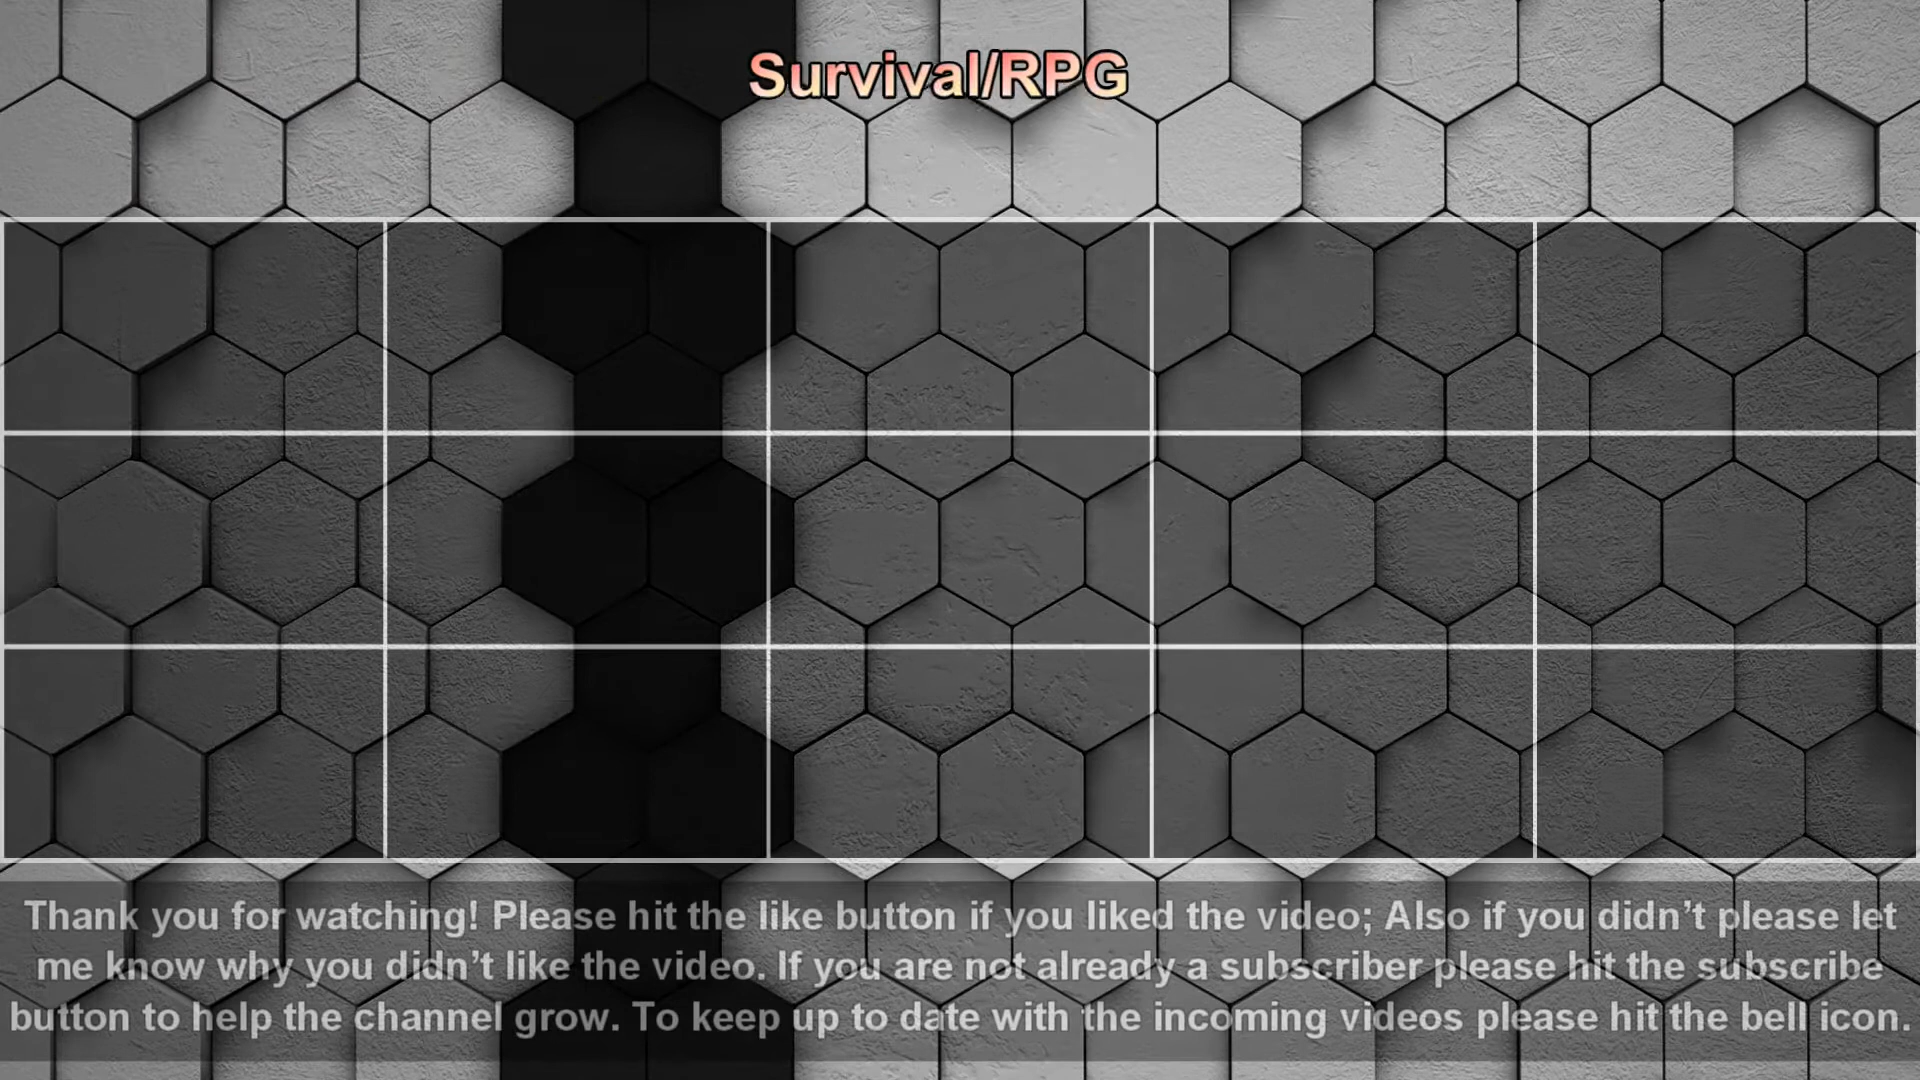 Survival/RPG
Thank you for watching! Please hit the like button if you liked the video; Also if you didn’t please let
me know why you didn’t like the video. If you are not already a subscriber please hit the subscribe
button to help the channel grow. To keep up to date with the incoming videos please hit the bell icon.